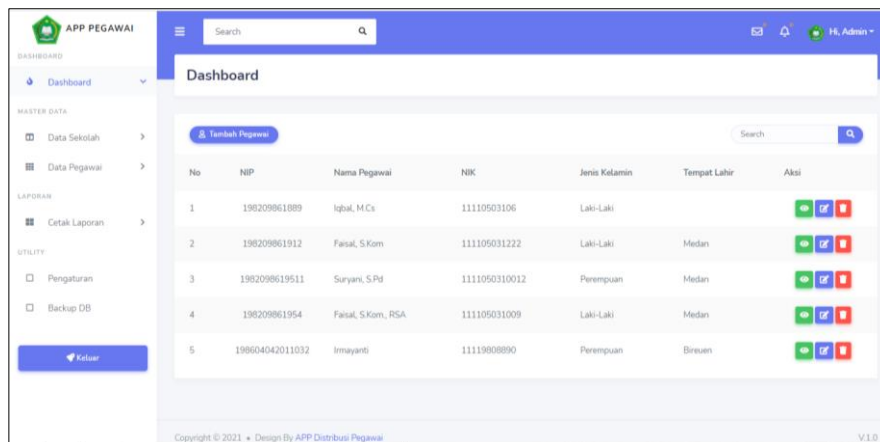 APP PEGAWAI
Search
Hi, Admin
DASHBOARD
Dashboard
Dashboard
MASTER DATA
Data Sekolah
Data Pegawai
LAPORAN
Cetak Laporan
UTILITY
Pengaturan
Backup DB
Keluar
Tambah Pegawai
Search
No NIP Nama Pegawai NIK Jenis Kelamin Tempat Lahir Aksi
1 198209861889 Iqbal, M.Cs 11110503106 Laki-Laki
2 198209861912 Faisal, S.Kom 111105031222 Laki-Laki Medan
3 1982098619511 Suryani, S.Pd 1111050310012 Perempuan Medan
4 198209861954 Faisal, S.Kom., RSA 111105031009 Laki-Laki Medan
5 198604042011032 Irmayanti 11119808890 Perempuan Bireuen
Copyright © 2021 • Design By APP Distribusi Pegawai
V.1.0